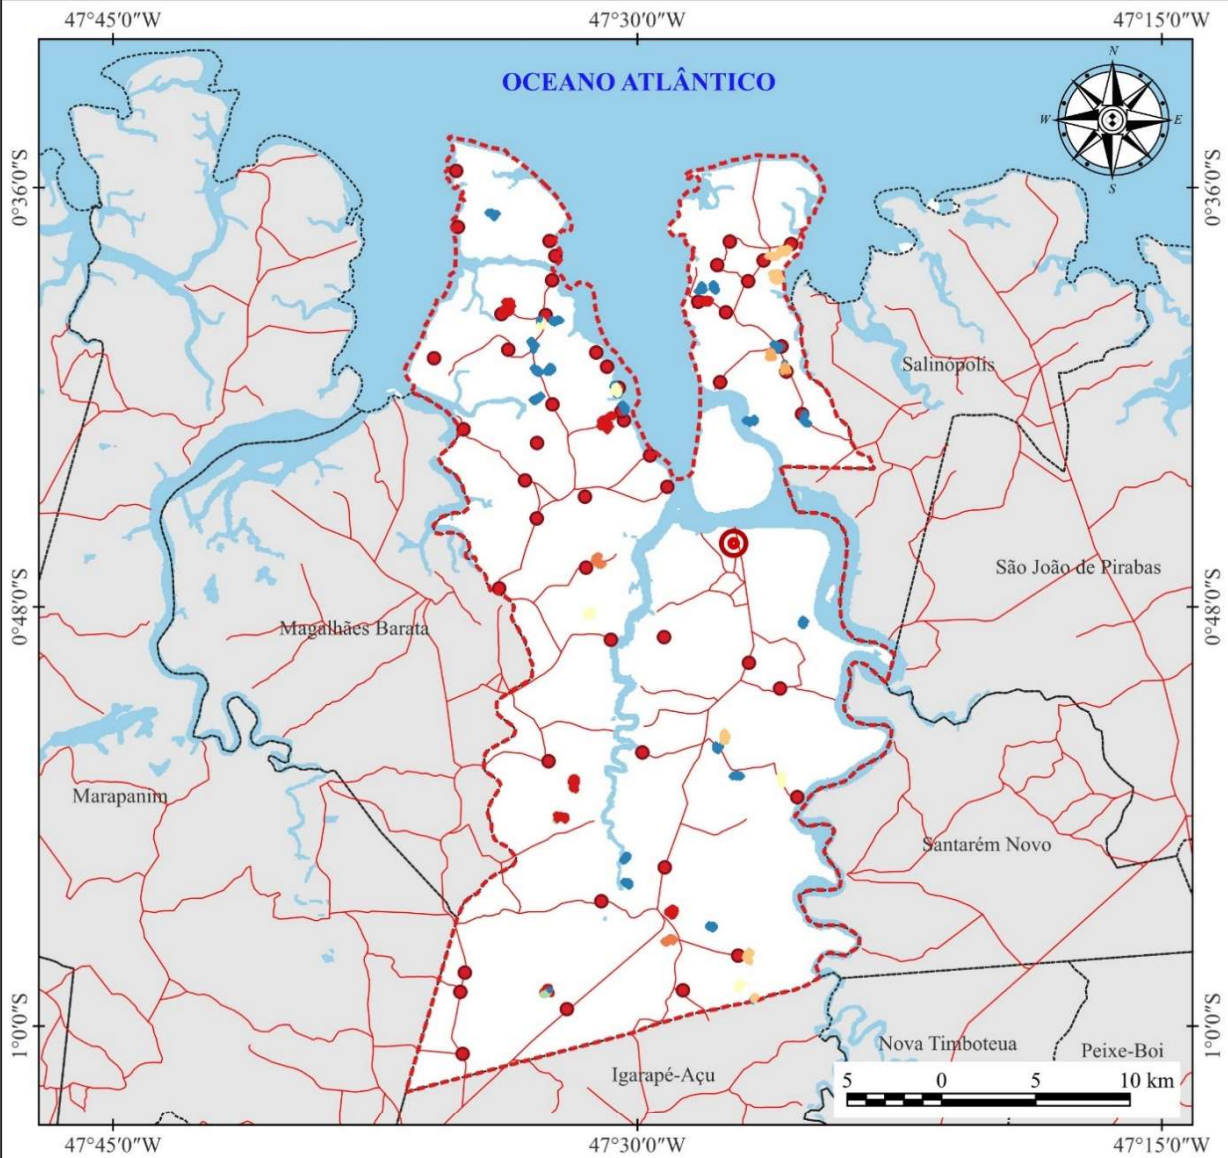 47°45'0"W 47°30'0"W 47°15'0"W
OCEANO ATLÂNTICO
N
W E
S
0°36'0"S 0°36'0"S
Salinópolis
São João de Pirabas
0°48'0"S 0°48'0"S
Magalhães Barata
Marapanim
Santarém Novo
1°0'0"S 1°0'0"S
Nova Timboteua
Peixe-Boi
Igarapé-Açu
5 0 5 10 km
47°45'0"W 47°30'0"W 47°15'0"W